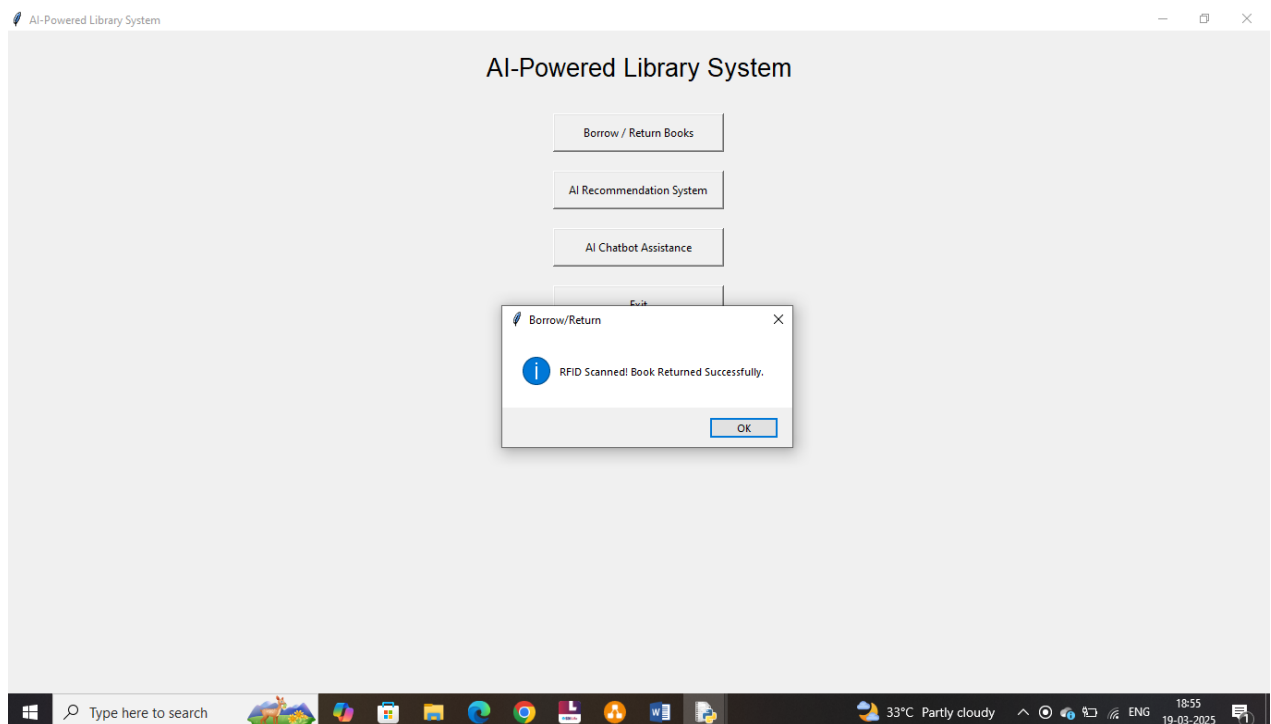 AI-Powered Library System
AI-Powered Library System
Borrow / Return Books
AI Recommendation System
AI Chatbot Assistance
Exit
Borrow/Return
RFID Scanned! Book Returned Successfully.
OK
Type here to search
33°C Partly cloudy
ENG
18:55
19-03-2025